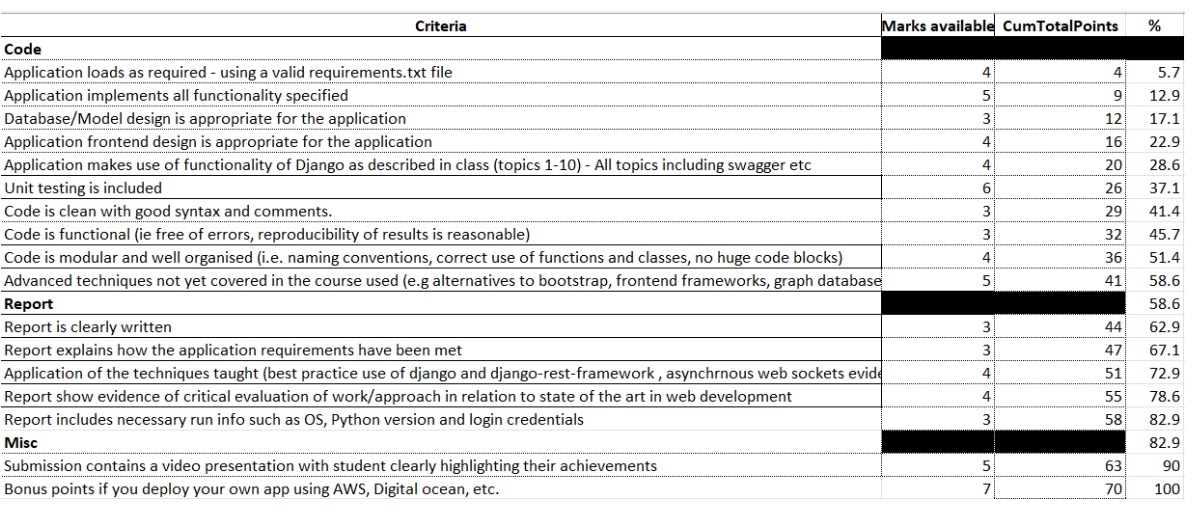 Criteria Marks available CumTotalPoints %
Code
Application loads as required - using a valid requirements.txt file 4 4 5.7
Application implements all functionality specified 5 9 12.9
Database/Model design is appropriate for the application 3 12 17.1
Application frontend design is appropriate for the application 4 16 22.9
Application makes use of functionality of Django as described in class (topics 1-10) - All topics including swagger etc 4 20 28.6
Unit testing is included 6 26 37.1
Code is clean with good syntax and comments. 3 29 41.4
Code is functional (ie free of errors, reproducibility of results is reasonable) 3 32 45.7
Code is modular and well organised (i.e. naming conventions, correct use of functions and classes, no huge code blocks) 4 36 51.4
Advanced techniques not yet covered in the course used (e.g alternatives to bootstrap, frontend frameworks, graph database 5 41 58.6
Report 58.6
Report is clearly written 3 44 62.9
Report explains how the application requirements have been met 3 47 67.1
Application of the techniques taught (best practice use of django and django-rest-framework , asynchrnous web sockets evide 4 51 72.9
Report show evidence of critical evaluation of work/approach in relation to state of the art in web development 4 55 78.6
Report includes necessary run info such as OS, Python version and login credentials 3 58 82.9
Misc 82.9
Submission contains a video presentation with student clearly highlighting their achievements 5 63 90
Bonus points if you deploy your own app using AWS, Digital ocean, etc. 7 70 100